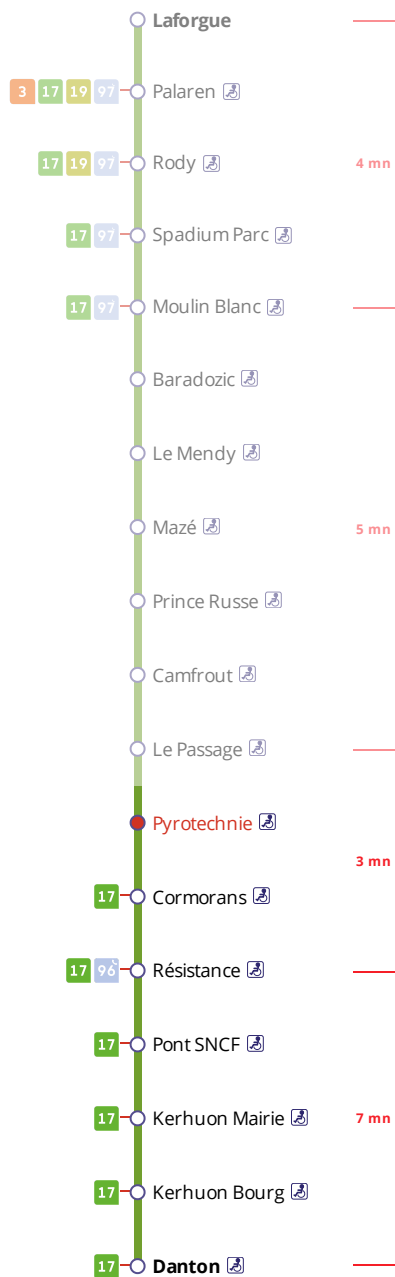 Laforgue
3 17 19 97 Palaren
17 19 97 Rody 4 mn
17 97 Spadium Parc
17 97 Moulin Blanc
Baradozic
Le Mendy
Mazé 5 mn
Prince Russe
Camfrout
Le Passage
Pyrotechnie
3 mn
17 Cormorans
17 96 Résistance
17 Pont SNCF
17 Kerhuon Mairie 7 mn
17 Kerhuon Bourg
17 Danton